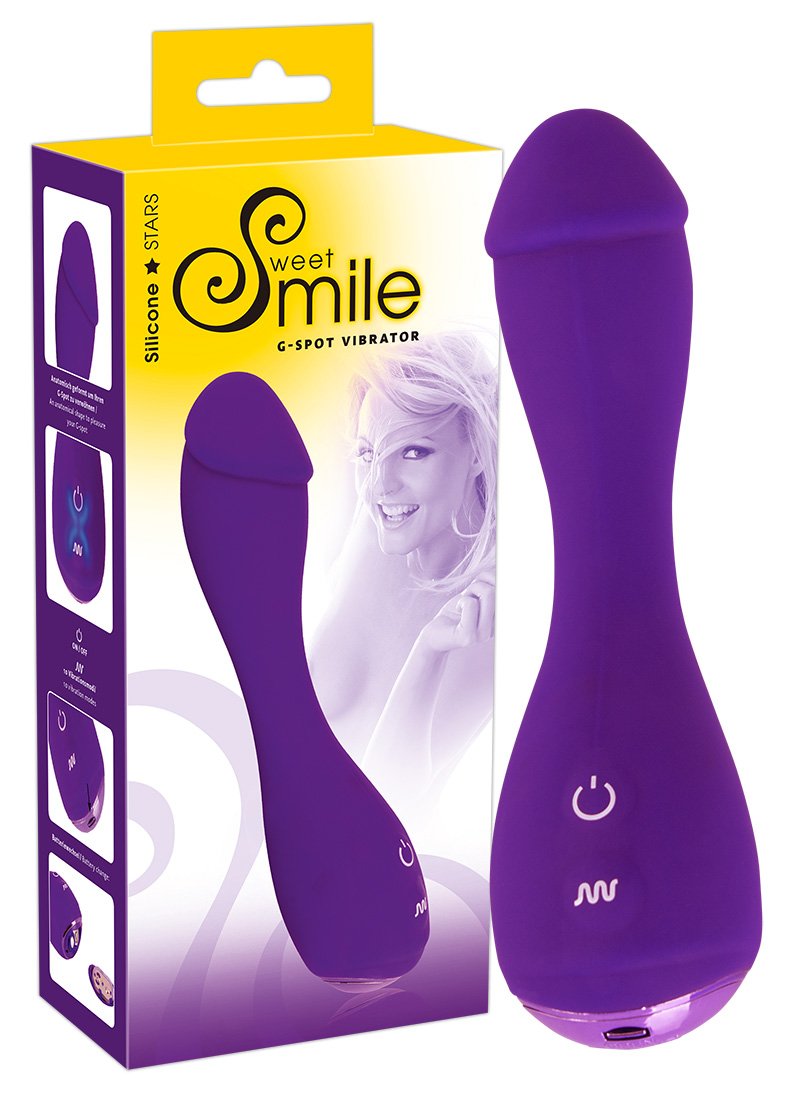 Silicone ★ STARS
Sweet
Smile
G-SPOT VIBRATOR
Anatomisch geformt um Ihren
G-Spot zu verwöhnen /
An anatomical shape to pleasure
your G-spot
ON / OFF
10 Vibrationsmodi
10 vibration modes
Batteriewechsel / Battery change: